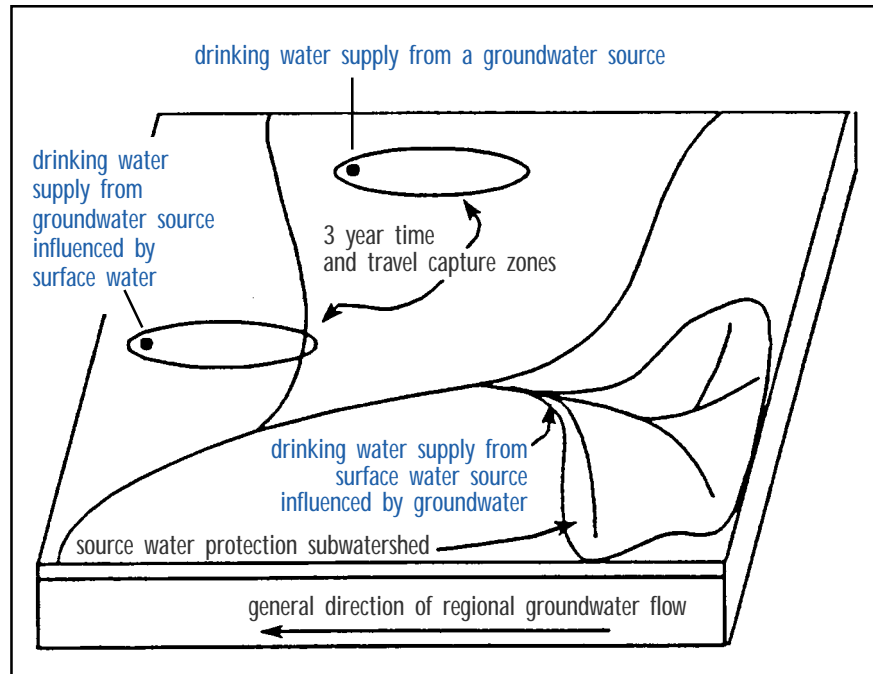 drinking water supply from a groundwater source
drinking water
supply from
groundwater source
influenced by
surface water
3 year time
and travel capture zones
drinking water supply from
surface water source
influenced by groundwater
source water protection subwatershed
general direction of regional groundwater flow